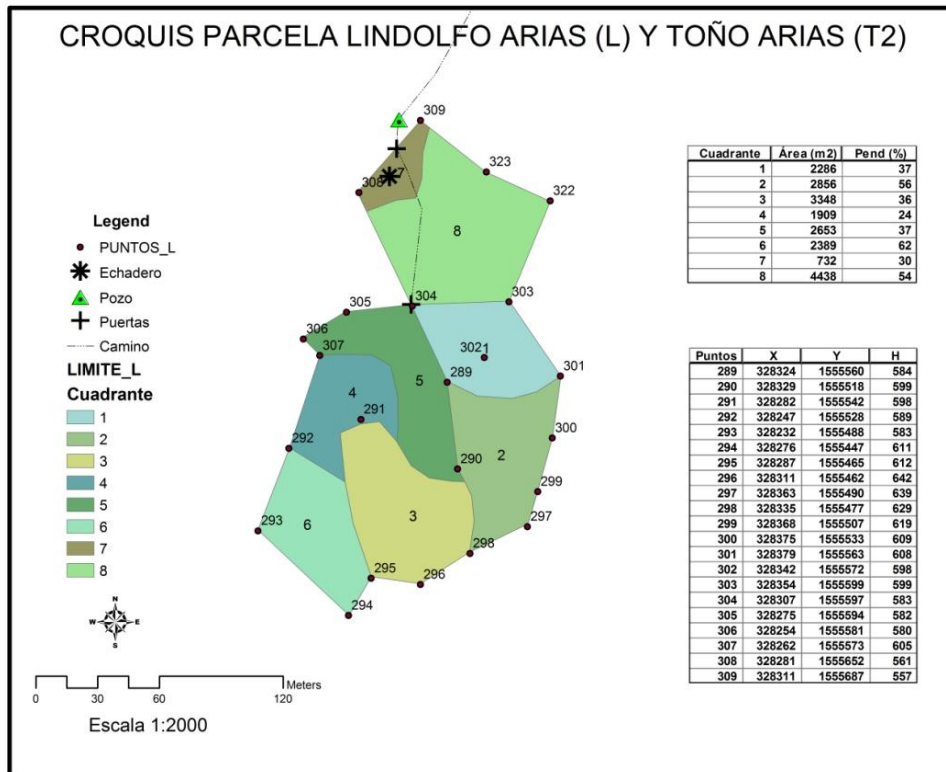 CROQUIS PARCELA LINDOLFO ARIAS (L) Y TOÑO ARIAS (T2)
309
7
308
323
322
8
304
303
305
306
307
3021
289
301
5
4
291
300
292
290
2
299
293
6
3
297
298
295
296
294
Legend
PUNTOS_L
Echadero
Pozo
Puertas
Camino
LIMITE_L
Cuadrante
1
2
3
4
5
6
7
8
N
W E
S
Meters
0 30 60 120
Escala 1:2000
Cuadrante Área (m2) Pend (%)
1 2286 37
2 2856 56
3 3348 36
4 1909 24
5 2653 37
6 2389 62
7 732 30
8 4438 54
Puntos X Y H
289 328324 1555560 584
290 328329 1555518 599
291 328282 1555542 598
292 328247 1555528 589
293 328232 1555488 583
294 328276 1555447 611
295 328287 1555465 612
296 328311 1555462 642
297 328363 1555490 639
298 328335 1555477 629
299 328368 1555507 619
300 328375 1555533 609
301 328379 1555563 608
302 328342 1555572 598
303 328354 1555599 599
304 328307 1555597 583
305 328275 1555594 582
306 328254 1555581 580
307 328262 1555573 605
308 328281 1555652 561
309 328311 1555687 557